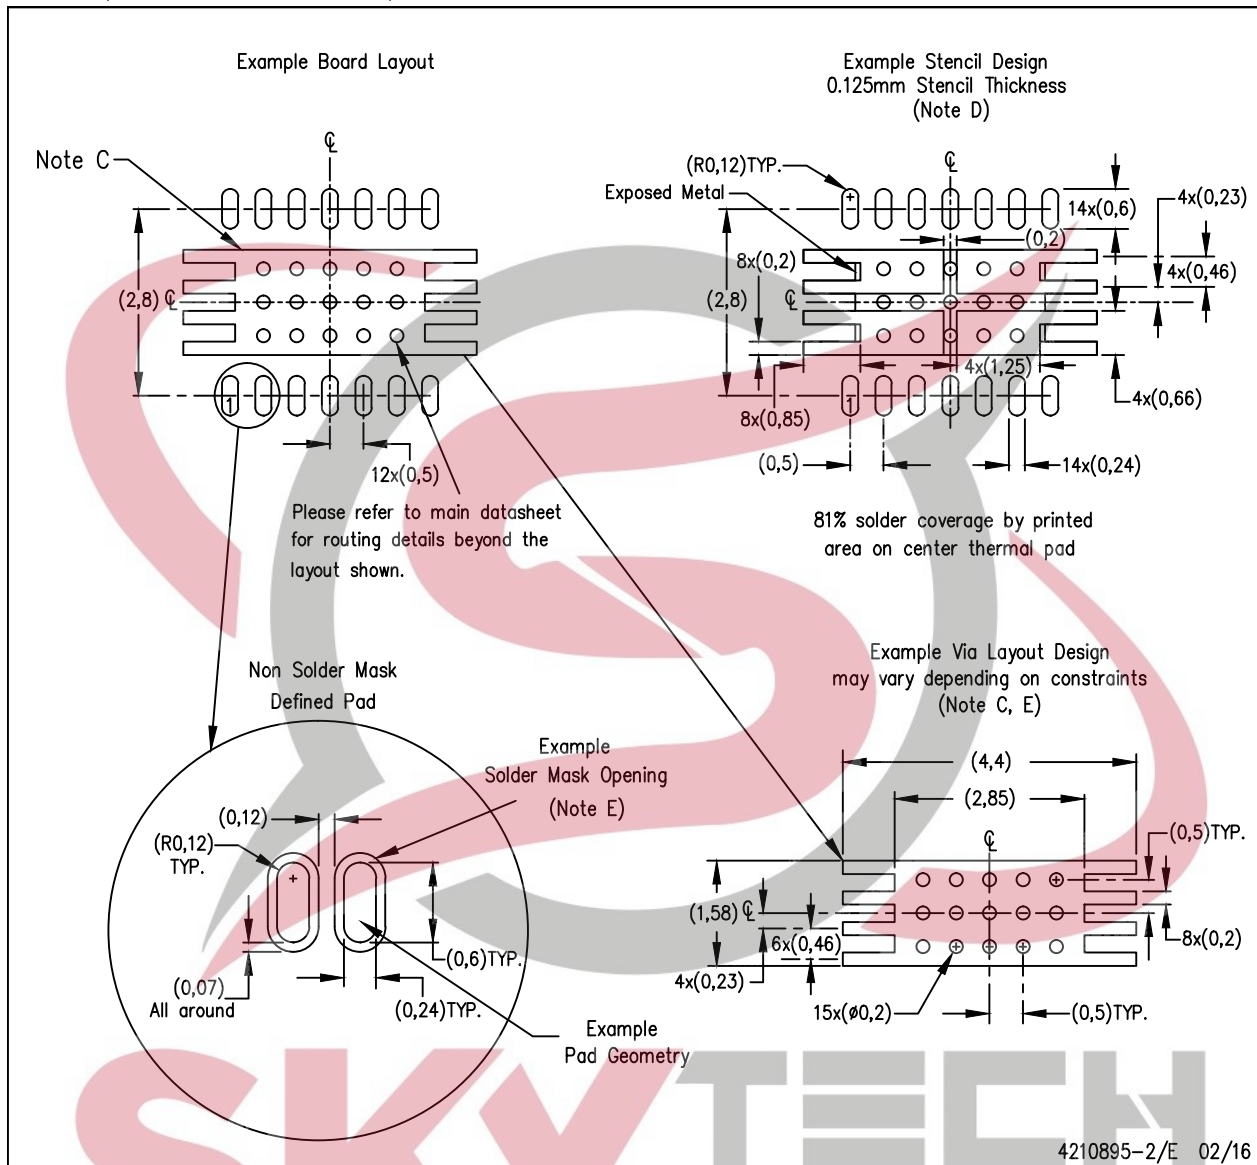 Example Board Layout
Note C
℄
(2,8)
℄
1
12x(0,5)
Please refer to main datasheet
for routing details beyond the
layout shown.
Example Stencil Design
0.125mm Stencil Thickness
(Note D)
℄
(R0,12)TYP.
Exposed Metal
14x(0,6)
4x(0,23)
(0,2)
8x(0,2)
4x(0,46)
(2,8)
℄
4x(1,25)
4x(0,66)
1
8x(0,85)
(0,5)
14x(0,24)
81% solder coverage by printed
area on center thermal pad
Non Solder Mask
Defined Pad
Example
Solder Mask Opening
(Note E)
(0,12)
(R0,12)
TYP.
(0,6)TYP.
(0,07)
All around
(0,24)TYP.
Example
Pad Geometry
Example Via Layout Design
may vary depending on constraints
(Note C, E)
(4,4)
(2,85)
(0,5)TYP.
℄
(1,58)
℄
6x(0,46)
8x(0,2)
4x(0,23)
15x(ø0,2)
(0,5)TYP.
SKYTECH
4210895-2/E 02/16